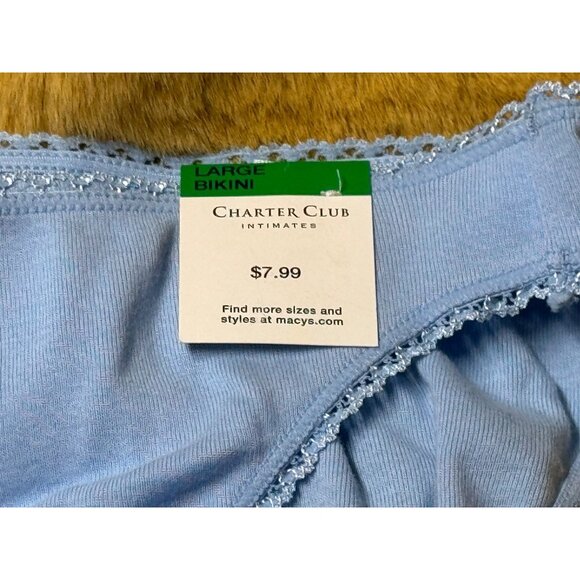 LARGE
BIKINI
CHARTER CLUB
INTIMATES
$7.99
Find more sizes and
styles at macys.com